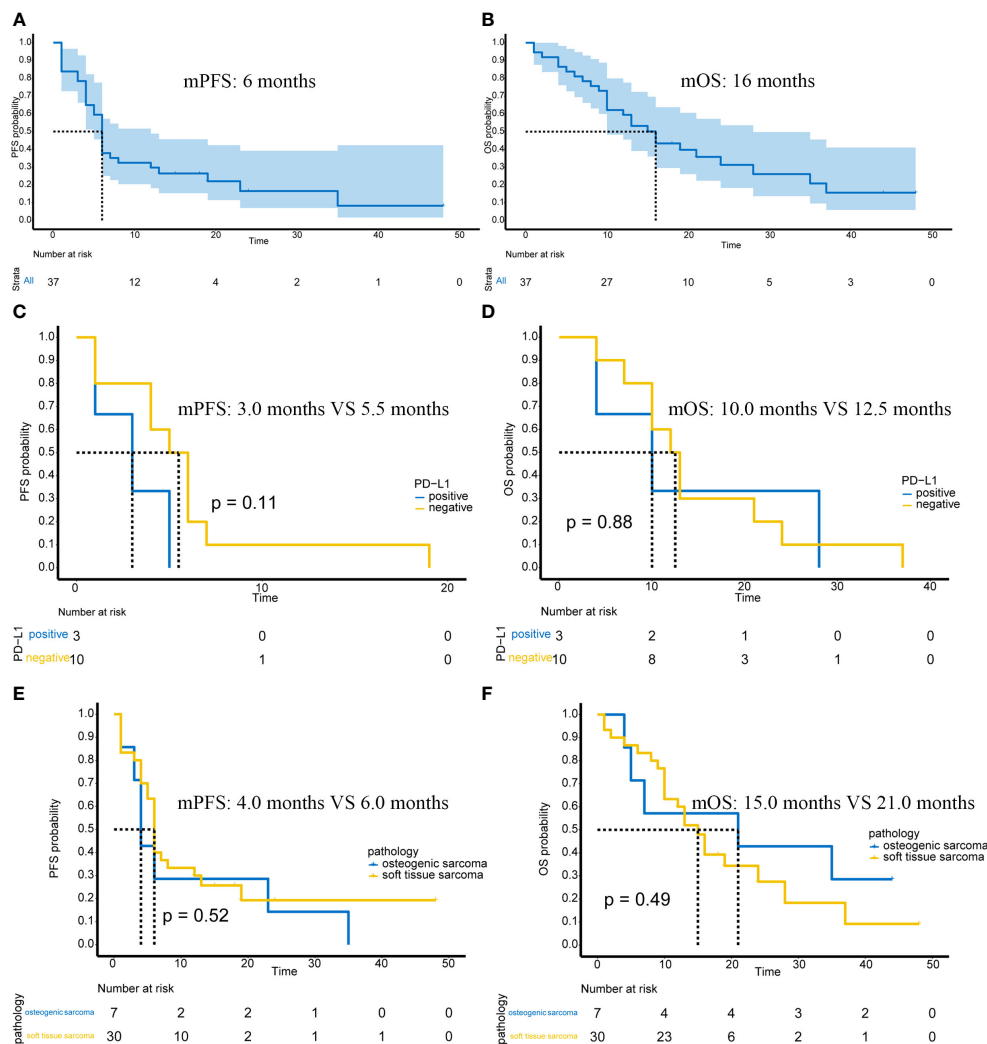 A
1.0
0.9
0.8
0.7
0.6
0.5
0.4
0.3
0.2
0.1
0.0
PFS probability
mPFS: 6 months
0 10 20 30 40 50
Time
Number at risk
Strata
All 37 12 4 2 1 0
B
1.0
0.9
0.8
0.7
0.6
0.5
0.4
0.3
0.2
0.1
0.0
OS probability
mOS: 16 months
0 10 20 30 40 50
Time
Number at risk
Strata
All 37 27 10 5 3 0
C
1.0
0.9
0.8
0.7
0.6
0.5
0.4
0.3
0.2
0.1
0.0
PFS probability
mPFS: 3.0 months VS 5.5 months
PD-L1
positive
negative
p = 0.11
0 10 20
Time
Number at risk
PD-L1
positive 3 0 0
negative 10 1 0
D
1.0
0.9
0.8
0.7
0.6
0.5
0.4
0.3
0.2
0.1
0.0
OS probability
mOS: 10.0 months VS 12.5 months
PD-L1
positive
negative
p = 0.88
0 10 20 30 40
Time
Number at risk
PD-L1
positive 3 2 1 0 0
negative 10 8 3 1 0
E
1.0
0.9
0.8
0.7
0.6
0.5
0.4
0.3
0.2
0.1
0.0
PFS probability
mPFS: 4.0 months VS 6.0 months
pathology
osteogenic sarcoma
soft tissue sarcoma
p = 0.52
0 10 20 30 40 50
Time
Number at risk
pathology
osteogenic sarcoma 7 2 2 1 0 0
soft tissue sarcoma 30 10 2 1 1 0
F
1.0
0.9
0.8
0.7
0.6
0.5
0.4
0.3
0.2
0.1
0.0
OS probability
mOS: 15.0 months VS 21.0 months
pathology
osteogenic sarcoma
soft tissue sarcoma
p = 0.49
0 10 20 30 40 50
Time
Number at risk
pathology
osteogenic sarcoma 7 4 4 3 2 0
soft tissue sarcoma 30 23 6 2 1 0